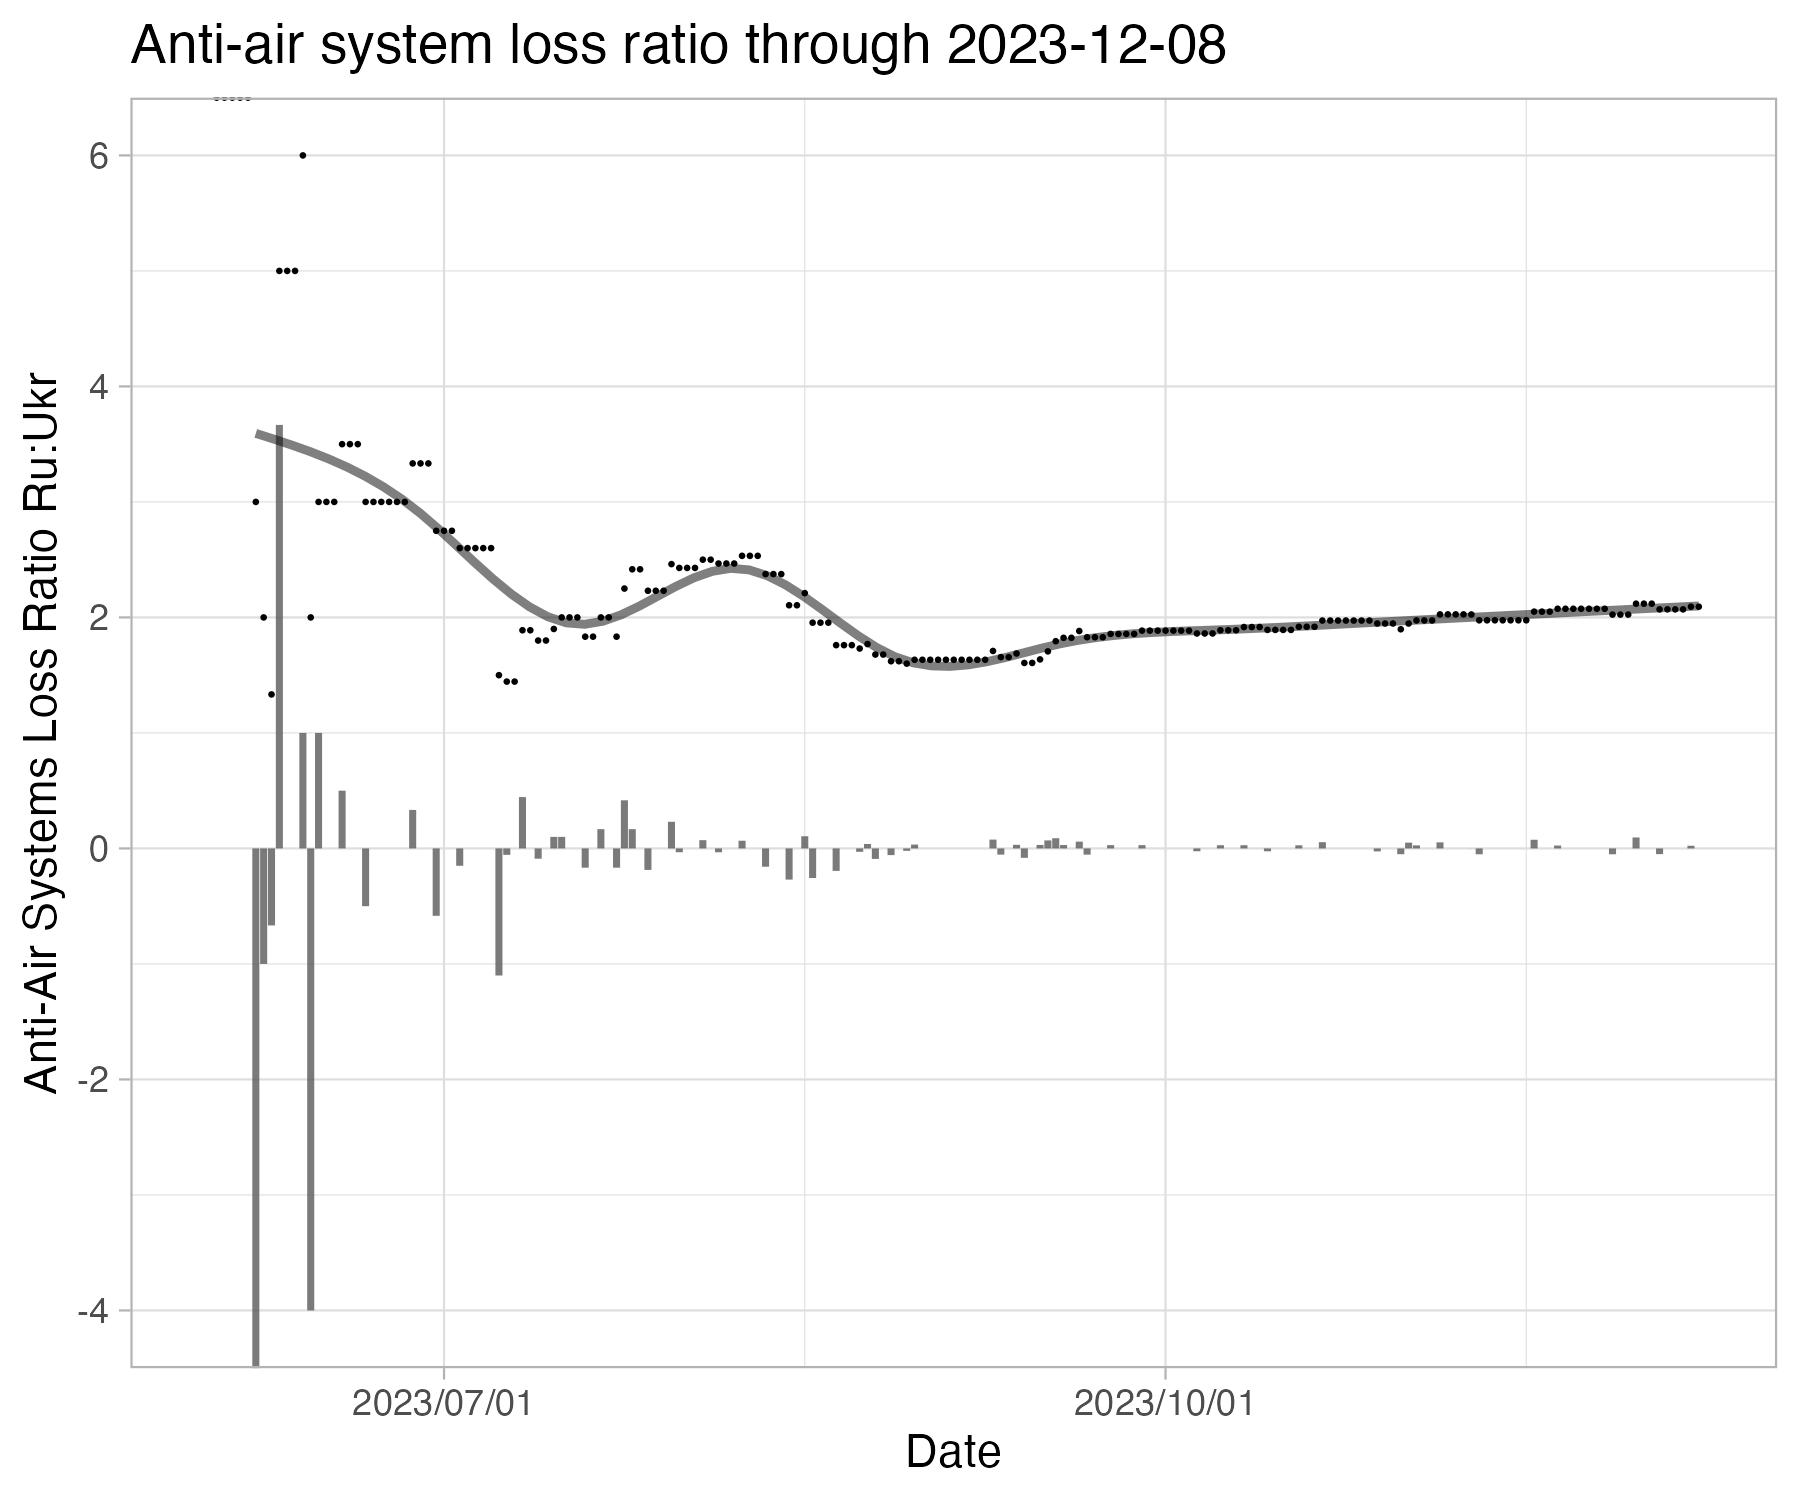 Anti-air system loss ratio through 2023-12-08
Anti-Air Systems Loss Ratio Ru:Ukr
6
4
2
0
-2
-4
2023/07/01
2023/10/01
Date